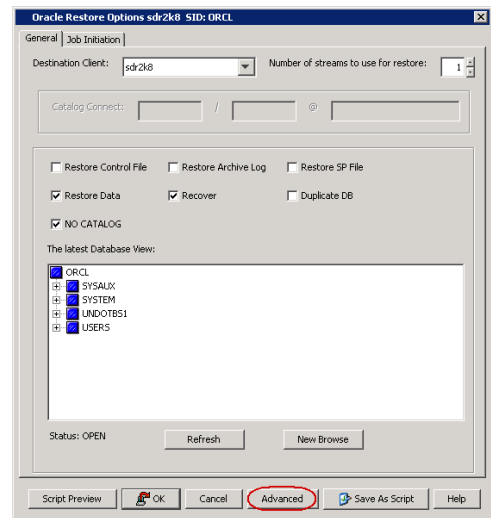 Oracle Restore Options sdr2k8 SID: ORCL
General Job Initiation
Destination Client: sdr2k8 Number of streams to use for restore: 1
Catalog Connect: / @
Restore Control File Restore Archive Log Restore SP File
Restore Data Recover Duplicate DB
NO CATALOG
The latest Database View:
ORCL
SYSAUX
SYSTEM
UNDOTBS1
USERS
Status: OPEN Refresh New Browse
Script Preview OK Cancel Advanced Save As Script Help